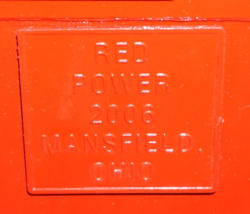 RED
POWER
2006
MANSFIELD,
OHIO